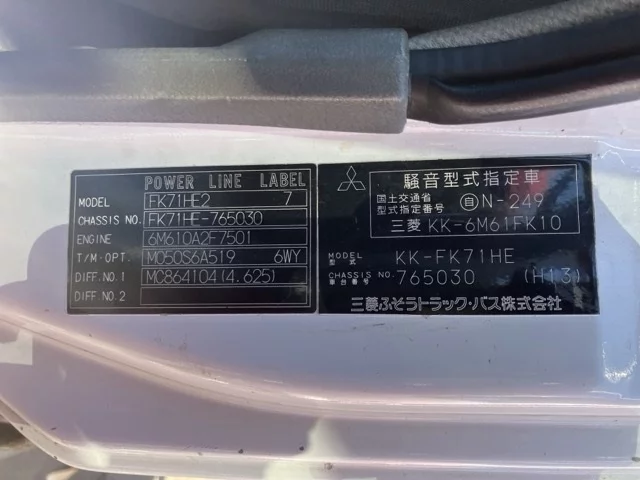 POWER LINE LABEL
MODEL FK71HE2 7
CHASSIS NO. FK71HE-765030
ENGINE 6M610A2F7501
T/M·OPT. M050S6A519 6WY
DIFF.NO.1 MC864104(4.625)
DIFF.NO.2
騒音型式指定車
国土交通省
型式指定番号 自N-249
三菱 KK-6M61FK10
MODEL
型式 KK-FK71HE
CHASSIS NO.
車台番号 765030 (H13)
三菱ふそうトラック・バス株式会社